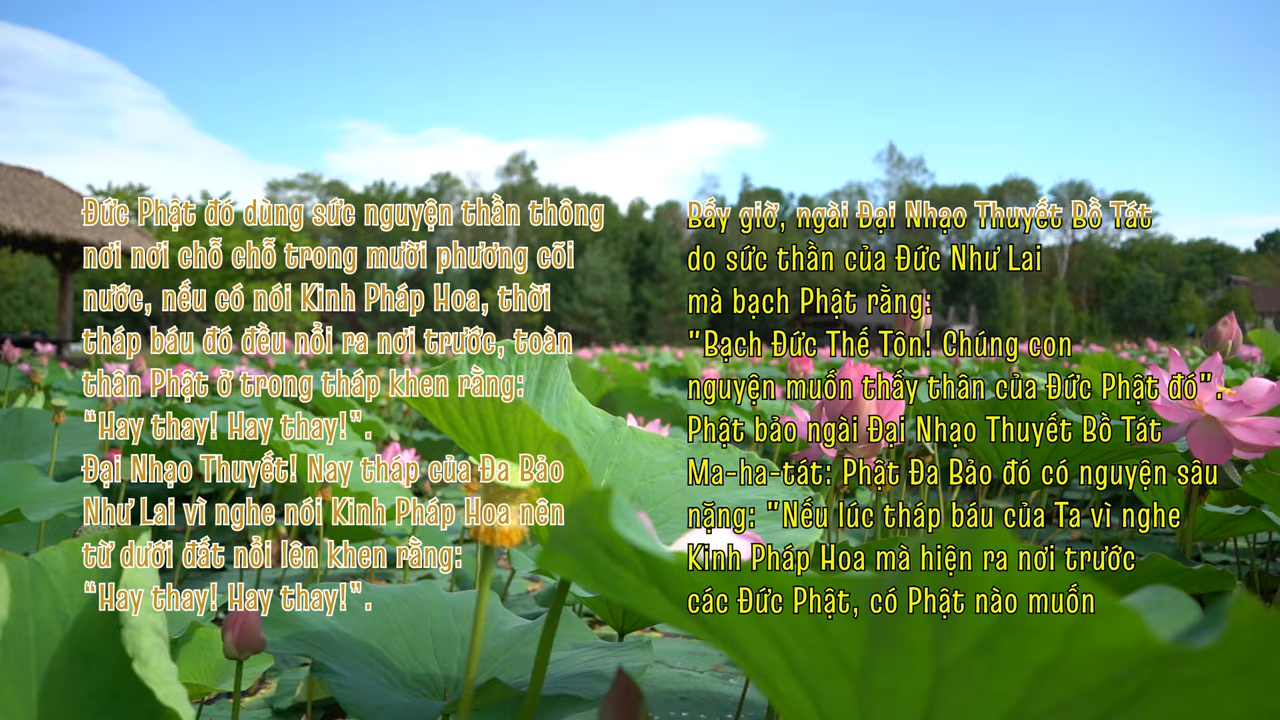 Đức Phật đó dùng sức nguyện thần thông
nơi nơi chỗ chỗ trong mười phương cõi
nước, nếu có nói Kinh Pháp Hoa, thời
tháp báu đó đều nổi ra nơi trước, toàn
thân Phật ở trong tháp khen rằng:
“Hay thay! Hay thay!”.
Đại Nhạo Thuyết! Nay tháp của Đa Bảo
Như Lai vì nghe nói Kinh Pháp Hoa nên
từ dưới đất nổi lên khen rằng:
“Hay thay! Hay thay!”.
Bấy giờ, ngài Đại Nhạo Thuyết Bồ Tát
do sức thần của Đức Như Lai
mà bạch Phật rằng:
"Bạch Đức Thế Tôn! Chúng con
nguyện muốn thấy thân của Đức Phật đó".
Phật bảo ngài Đại Nhạo Thuyết Bồ Tát
Ma-ha-tát: Phật Đa Bảo đó có nguyện sâu
nặng: "Nếu lúc tháp báu của Ta vì nghe
Kinh Pháp Hoa mà hiện ra nơi trước
các Đức Phật, có Phật nào muốn